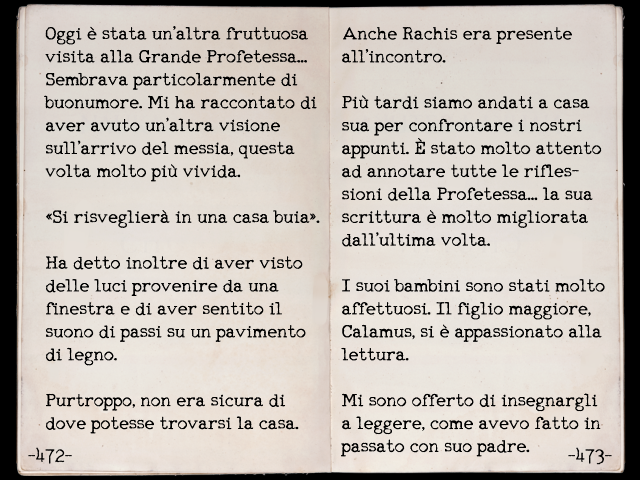 Oggi è stata un'altra fruttuosa
visita alla Grande Profetessa...
Sembrava particolarmente di
buonumore. Mi ha raccontato di
aver avuto un'altra visione
sull'arrivo del messia, questa
volta molto più vivida.
«Si risveglierà in una casa buia».
Ha detto inoltre di aver visto
delle luci provenire da una
finestra e di aver sentito il
suono di passi su un pavimento
di legno.
Purtroppo, non era sicura di
dove potesse trovarsi la casa.
-472-
Anche Rachis era presente
all'incontro.
Più tardi siamo andati a casa
sua per confrontare i nostri
appunti. È stato molto attento
ad annotare tutte le rifles-
sioni della Profetessa... la sua
scrittura è molto migliorata
dall'ultima volta.
I suoi bambini sono stati molto
affettuosi. Il figlio maggiore,
Calamus, si è appassionato alla
lettura.
Mi sono offerto di insegnargli
a leggere, come avevo fatto in
passato con suo padre.
-473-